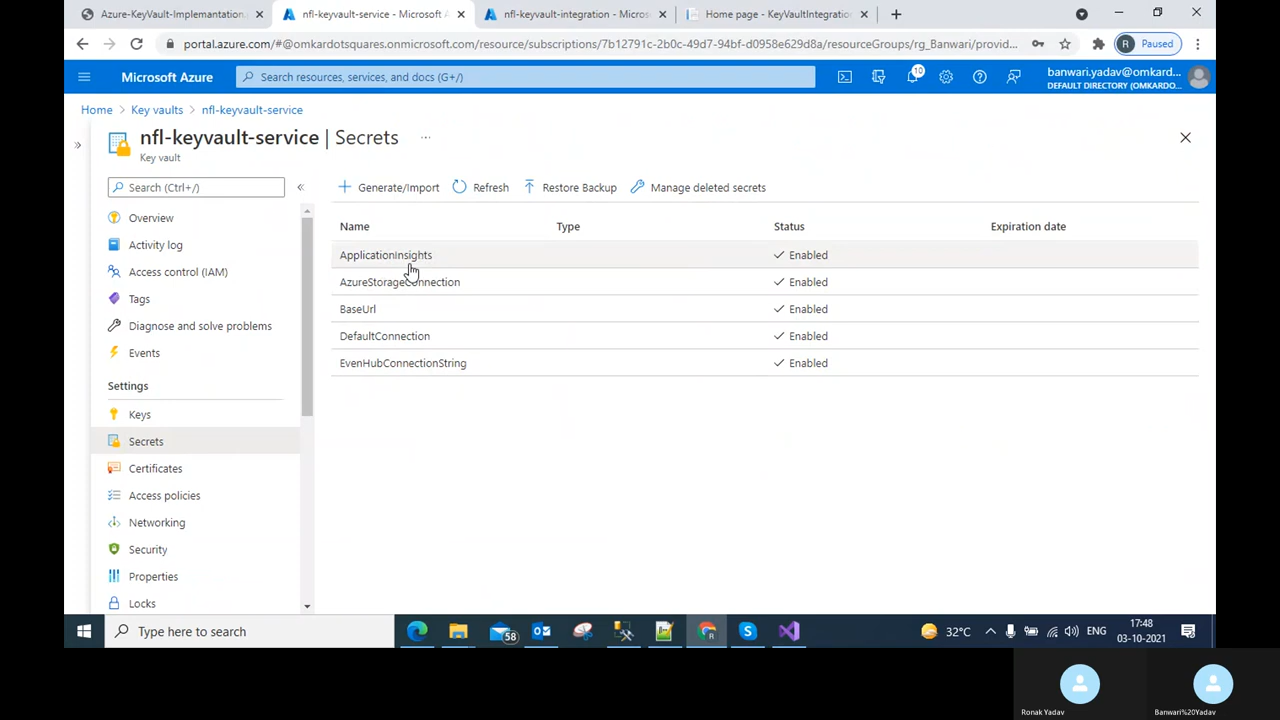 Azure-KeyVault-Implemantation.
nfl-keyvault-service - Microsoft A
nfl-keyvault-integration - Micros
Home page - KeyVaultIntegration
portal.azure.com/#@omkardotsquares.onmicrosoft.com/resource/subscriptions/7b12791c-2b0c-49d7-94bf-d0958e629d8a/resourceGroups/rg_Banwari/provid...
R Paused
Microsoft Azure
Search resources, services, and docs (G+/)
10
banwari.yadav@omkard...
DEFAULT DIRECTORY (OMKARDO...
Home > Key vaults > nfl-keyvault-service
nfl-keyvault-service | Secrets ...
Key vault
Search (Ctrl+/)
Generate/Import
Refresh
Restore Backup
Manage deleted secrets
Overview
Activity log
Access control (IAM)
Tags
Diagnose and solve problems
Events
Settings
Keys
Secrets
Certificates
Access policies
Networking
Security
Properties
Locks
Name Type Status Expiration date
ApplicationInsights Enabled
AzureStorageConnection Enabled
BaseUrl Enabled
DefaultConnection Enabled
EvenHubConnectionString Enabled
Type here to search
58
32°C
ENG
17:48
03-10-2021
Ronak Yadav
Banwari%20Yadav